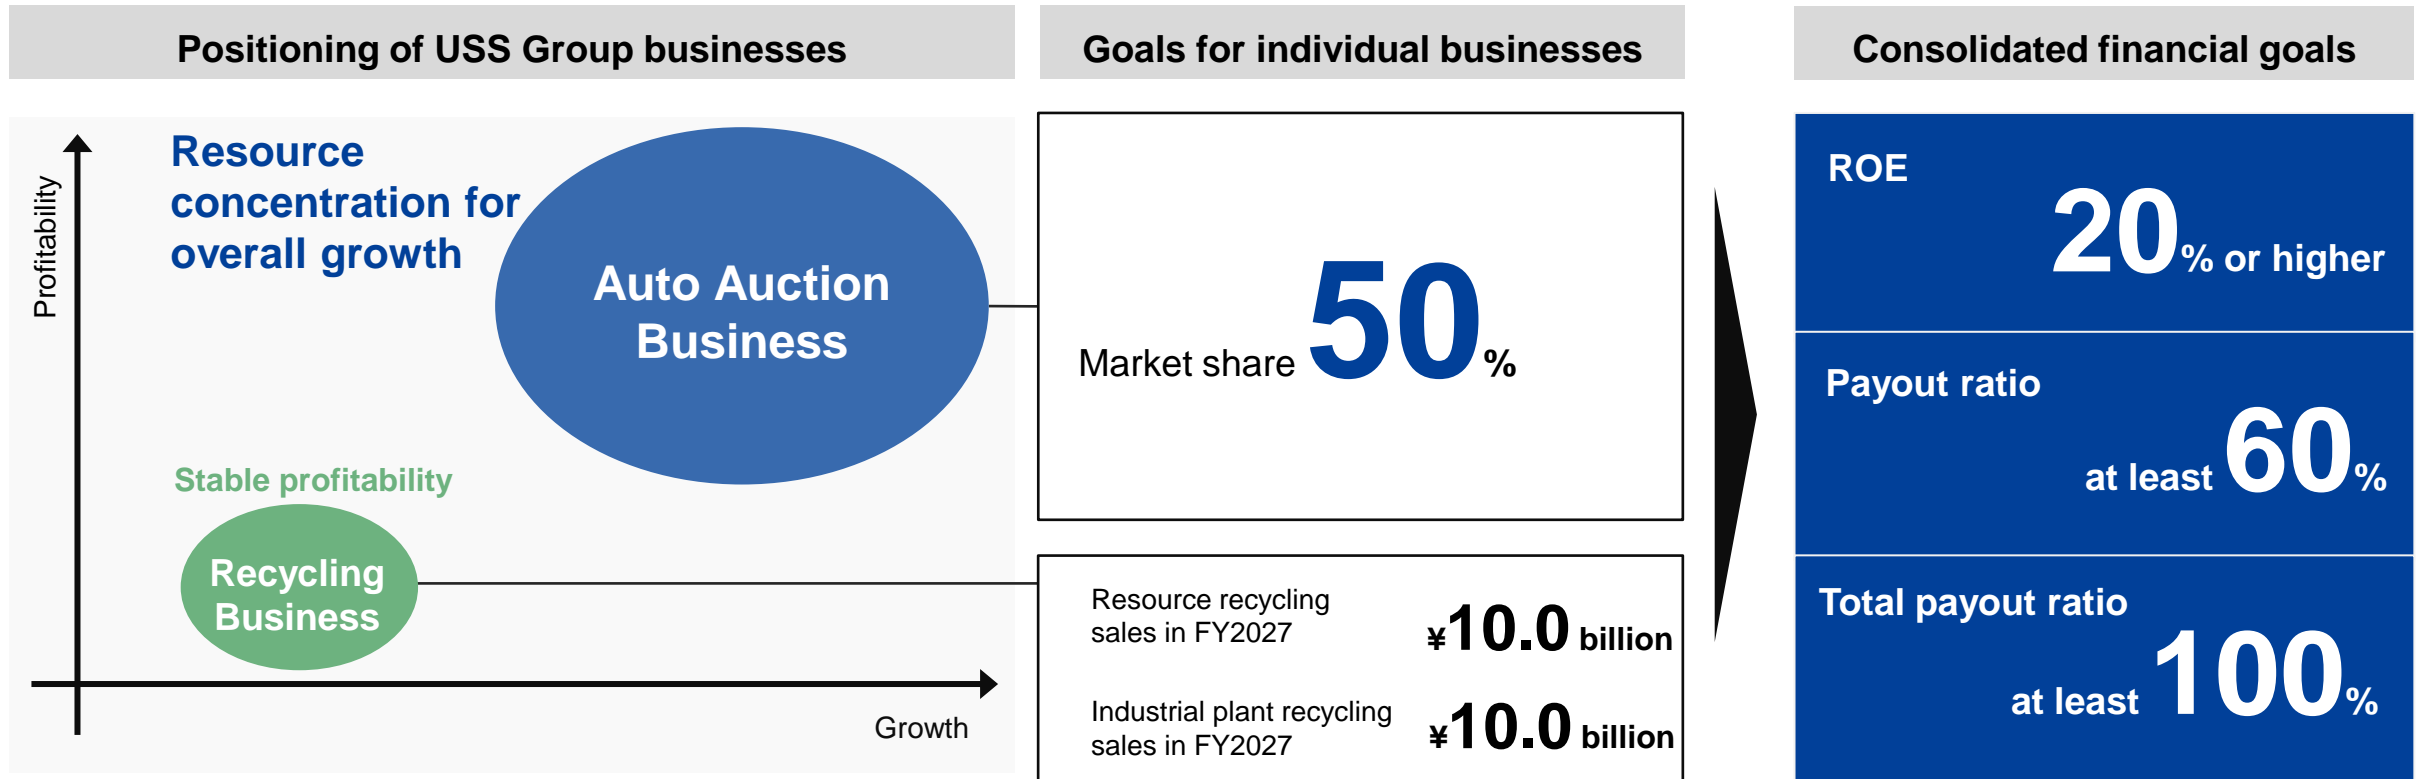 Positioning of USS Group businesses
Profitability
Resource
concentration for
overall growth
Auto Auction
Business
Stable profitability
Recycling
Business
Growth
Goals for individual businesses
Market share 50%
Resource recycling
sales in FY2027
¥10.0 billion
Industrial plant recycling
sales in FY2027
¥10.0 billion
Consolidated financial goals
ROE
20% or higher
Payout ratio
at least 60%
Total payout ratio
at least 100%